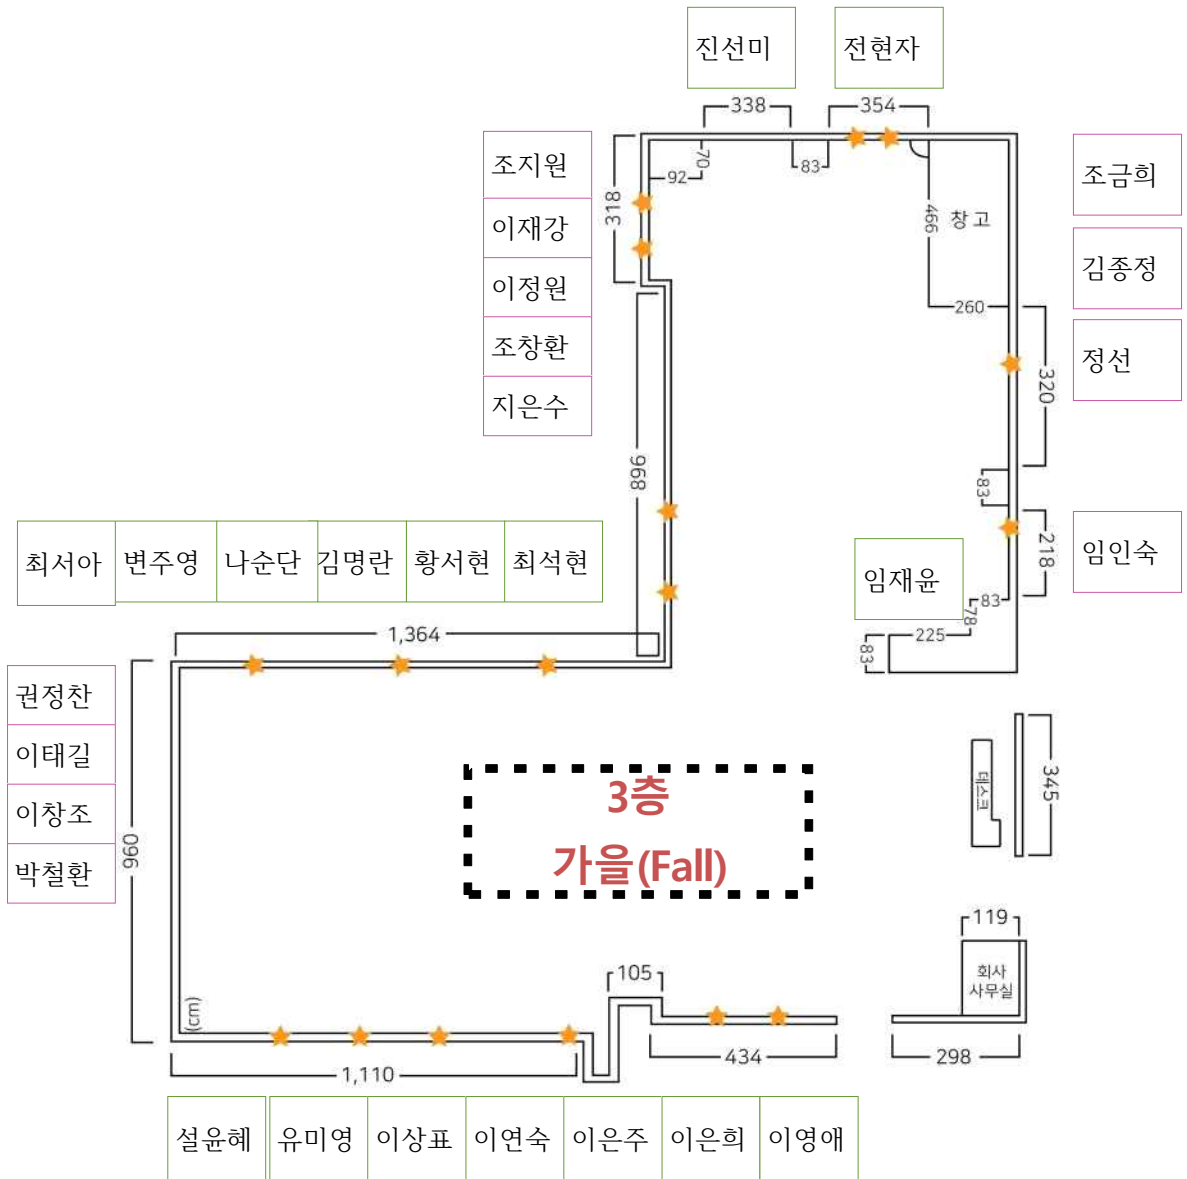 진선미
전현자
338
354
조지원
이재강
이정원
조창환
지은수
318
92
70
83
466
창고
260
조금희
김종정
정선
320
968
83
218
임인숙
임재윤
83
78
225
83
최서아
변주영
나순단
김명란
황서현
최석현
1,364
권정찬
이태길
이창조
박철환
960
3층
가을(Fall)
데스크
345
119
회사
사무실
105
(cm)
434
298
1,110
설윤혜
유미영
이상표
이연숙
이은주
이은희
이영애